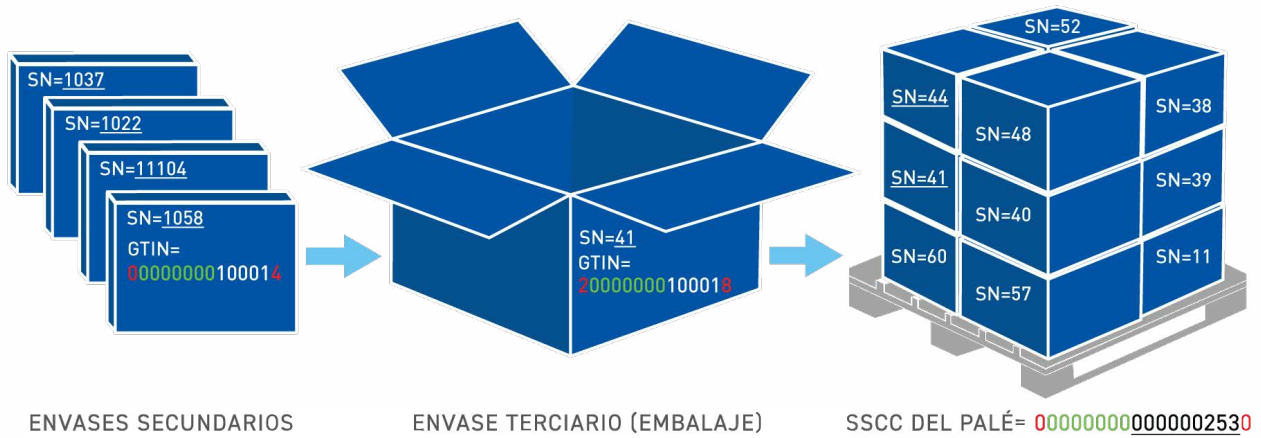 SN=1037
SN=1022
SN=11104
SN=1058
GTIN=
00000000100014
SN=41
GTIN=
20000000100018
SN=52
SN=44
SN=48
SN=38
SN=41
SN=40
SN=39
SN=60
SN=57
SN=11
ENVASES SECUNDARIOS
ENVASE TERCIARIO (EMBALAJE)
SSCC DEL PALÉ= 000000000000002530